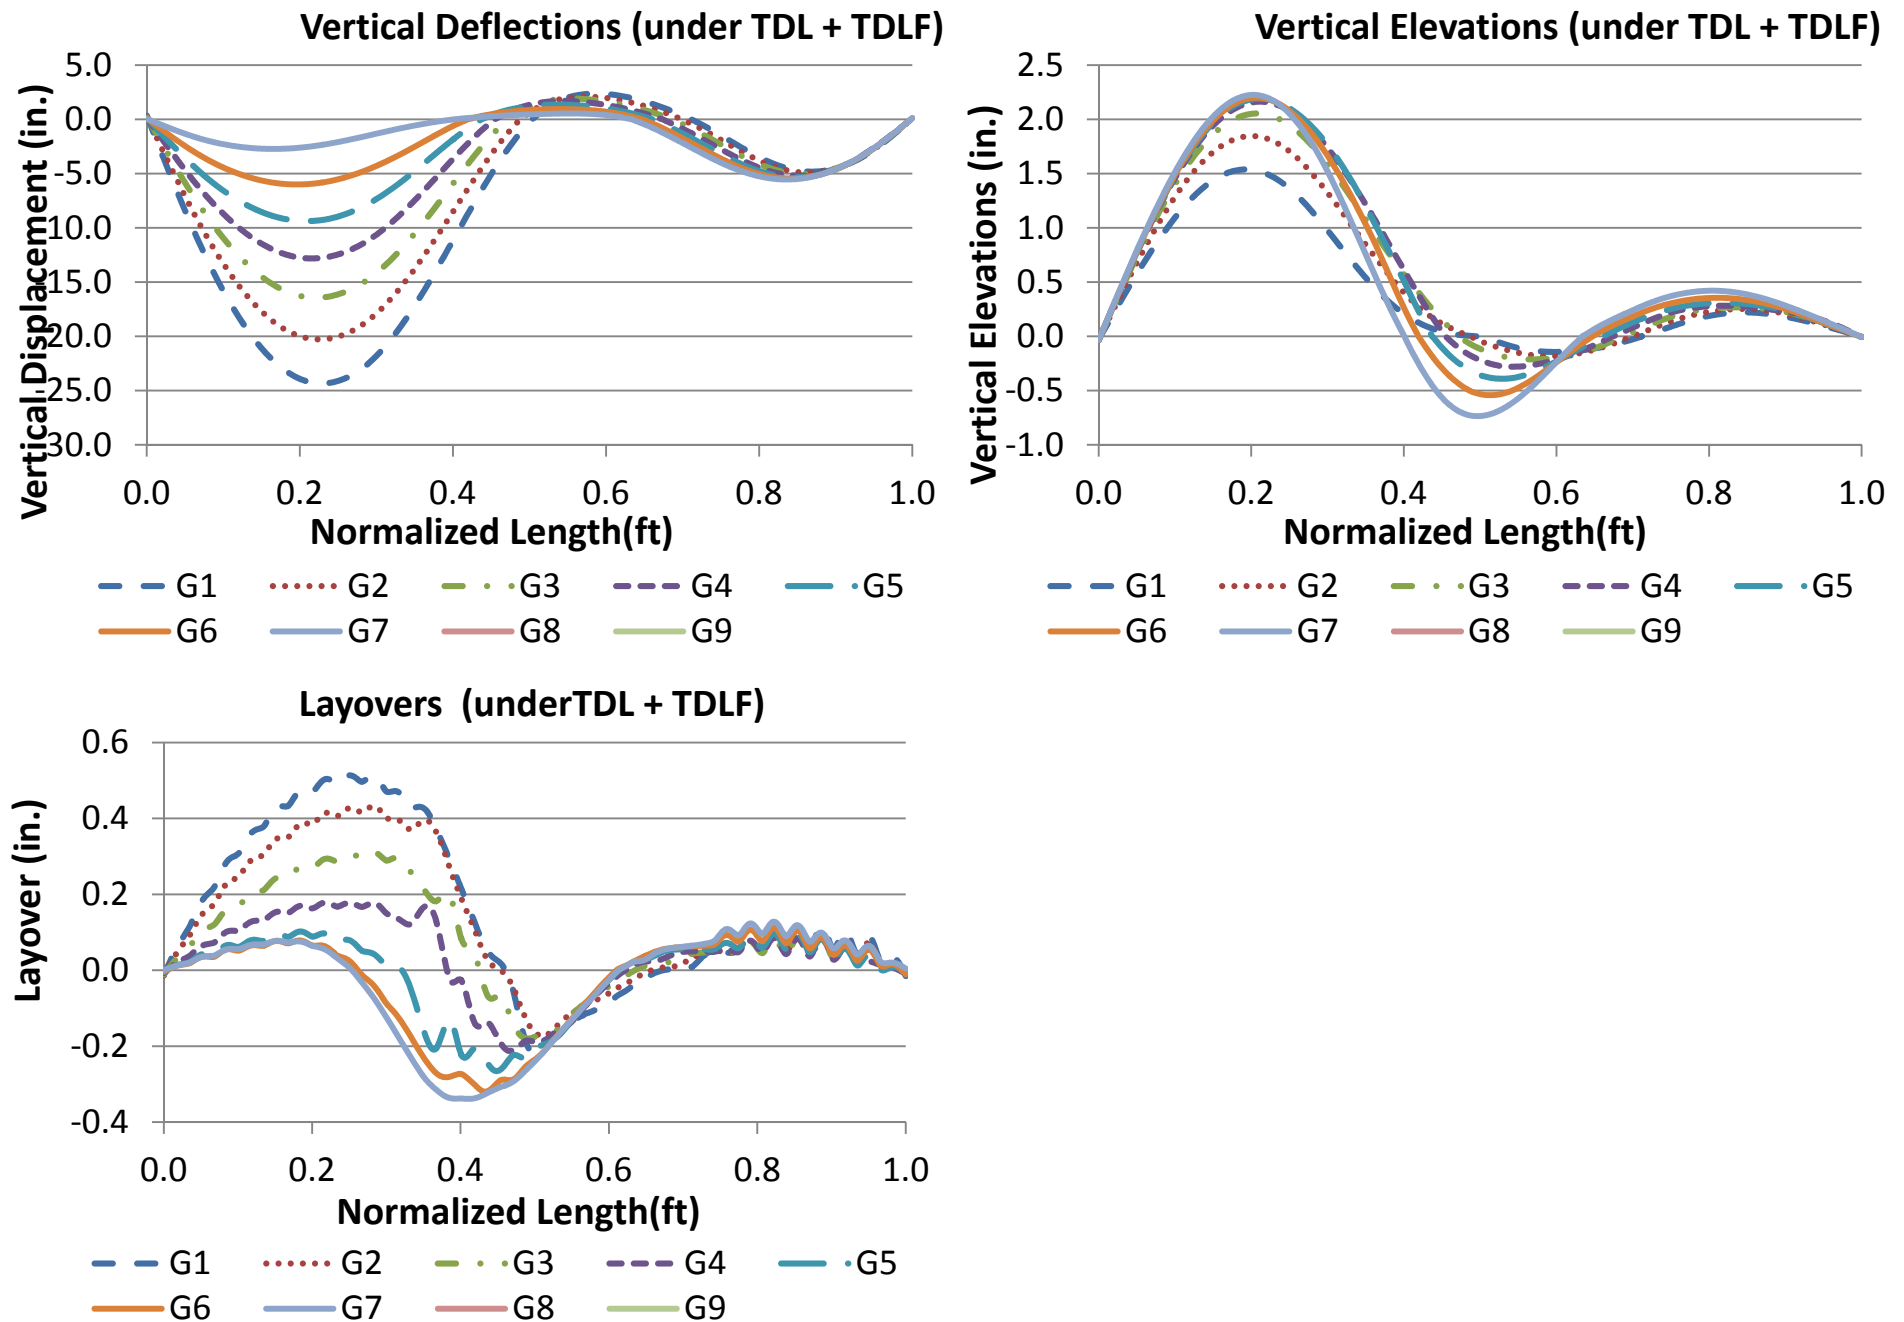 Vertical Deflections (under TDL + TDLF)
Vertical Displacement (in.)
5.0
0.0
-5.0
-10.0
-15.0
-20.0
-25.0
-30.0
0.0 0.2 0.4 0.6 0.8 1.0
Normalized Length(ft)
G1 G2 G3 G4 G5
G6 G7 G8 G9
Vertical Elevations (under TDL + TDLF)
Vertical Elevations (in.)
2.5
2.0
1.5
1.0
0.5
0.0
-0.5
-1.0
0.0 0.2 0.4 0.6 0.8 1.0
Normalized Length(ft)
G1 G2 G3 G4 G5
G6 G7 G8 G9
Layovers (underTDL + TDLF)
Layover (in.)
0.6
0.4
0.2
0.0
-0.2
-0.4
0.0 0.2 0.4 0.6 0.8 1.0
Normalized Length(ft)
G1 G2 G3 G4 G5
G6 G7 G8 G9